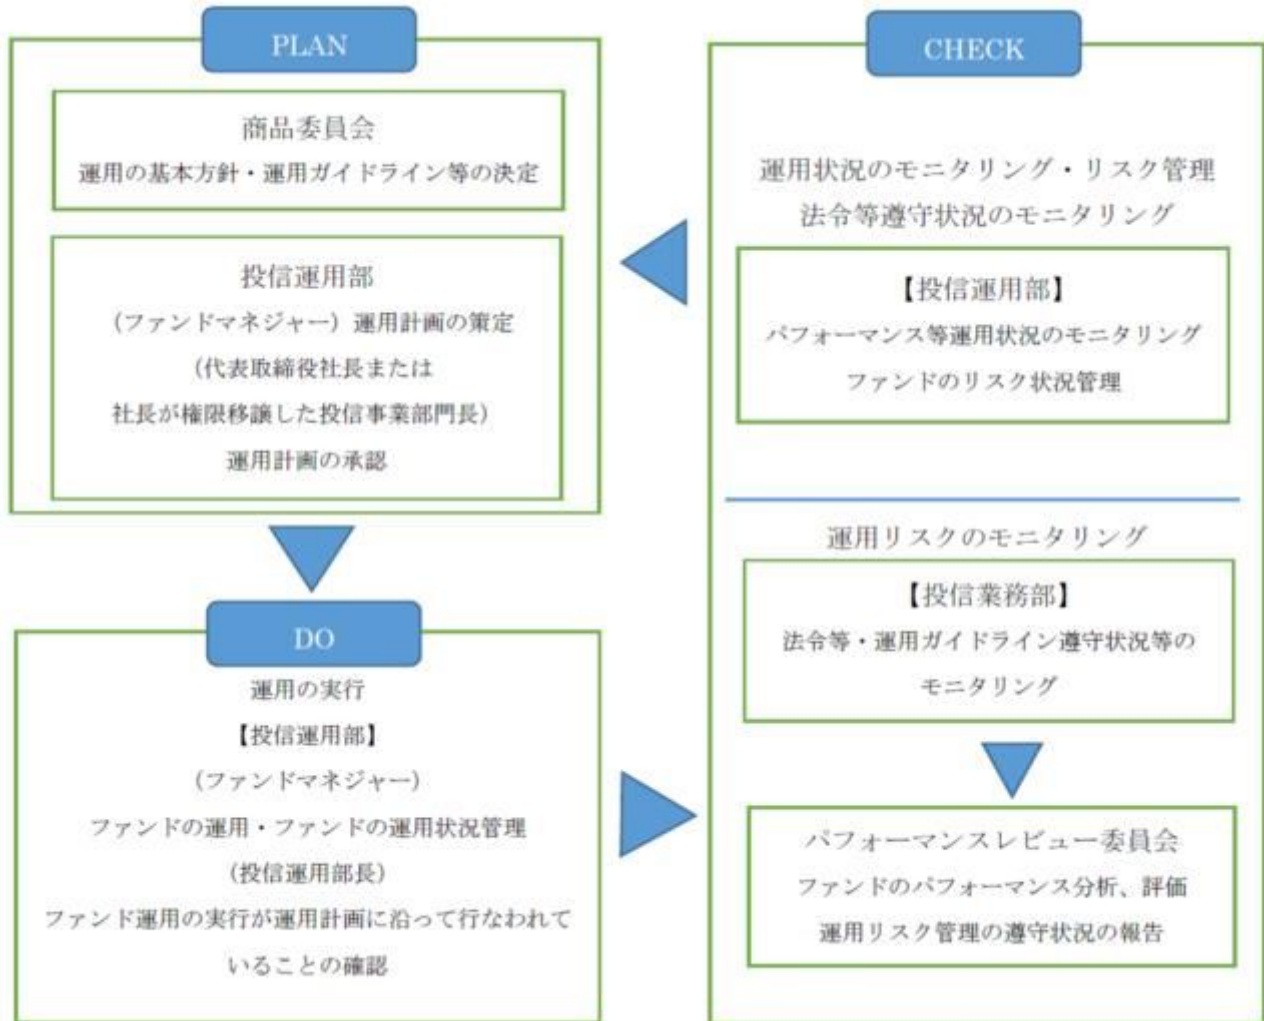 PLAN
商品委員会
運用の基本方針・運用ガイドライン等の決定
投信運用部
（ファンドマネジャー）運用計画の策定
（代表取締役社長または
社長が権限移譲した投信事業部門長）
運用計画の承認
DO
運用の実行
【投信運用部】
（ファンドマネジャー）
ファンドの運用・ファンドの運用状況管理
（投信運用部長）
ファンド運用の実行が運用計画に沿って行なわれて
いることの確認
CHECK
運用状況のモニタリング・リスク管理
法令等遵守状況のモニタリング
【投信運用部】
パフォーマンス等運用状況のモニタリング
ファンドのリスク状況管理
運用リスクのモニタリング
【投信業務部】
法令等・運用ガイドライン遵守状況等の
モニタリング
パフォーマンスレビュー委員会
ファンドのパフォーマンス分析、評価
運用リスク管理の遵守状況の報告